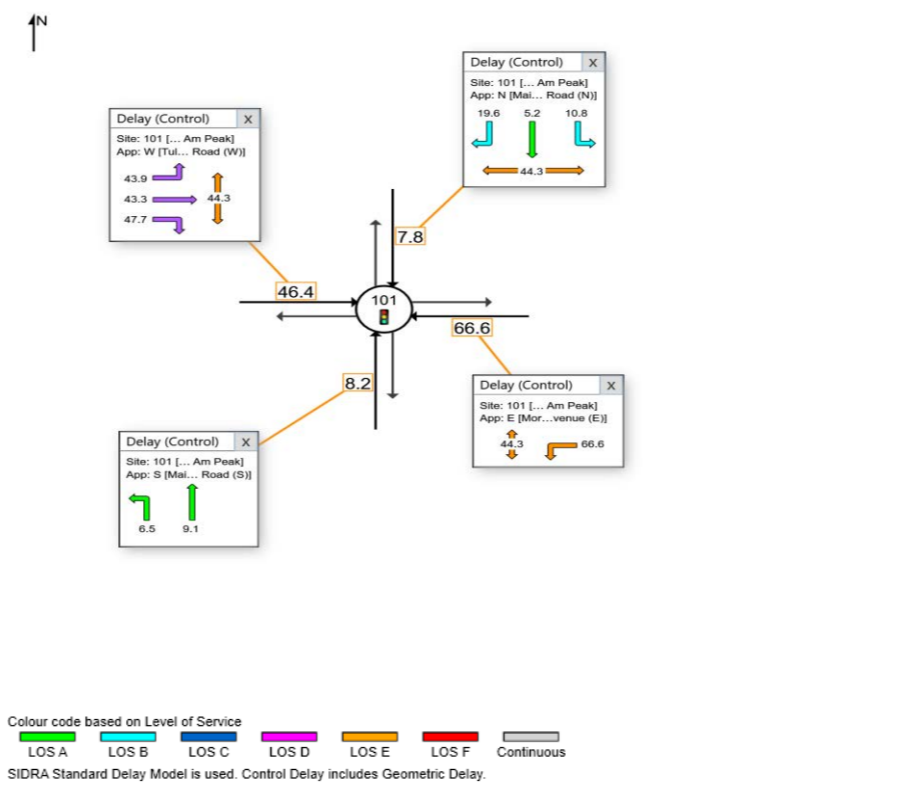 N
Delay (Control) X
Site: 101 [... Am Peak]
App: N [Mai... Road (N)]
19.6 5.2 10.8
44.3
Delay (Control) X
Site: 101 [... Am Peak]
App: W [Tul... Road (W)]
43.9
43.3 44.3
47.7
7.8
46.4
101
66.6
8.2
Delay (Control) X
Site: 101 [... Am Peak]
App: E [Mor...venue (E)]
44.3 66.6
Delay (Control) X
Site: 101 [... Am Peak]
App: S [Mai... Road (S)]
6.5 9.1
Colour code based on Level of Service
LOS A LOS B LOS C LOS D LOS E LOS F Continuous
SIDRA Standard Delay Model is used. Control Delay includes Geometric Delay.